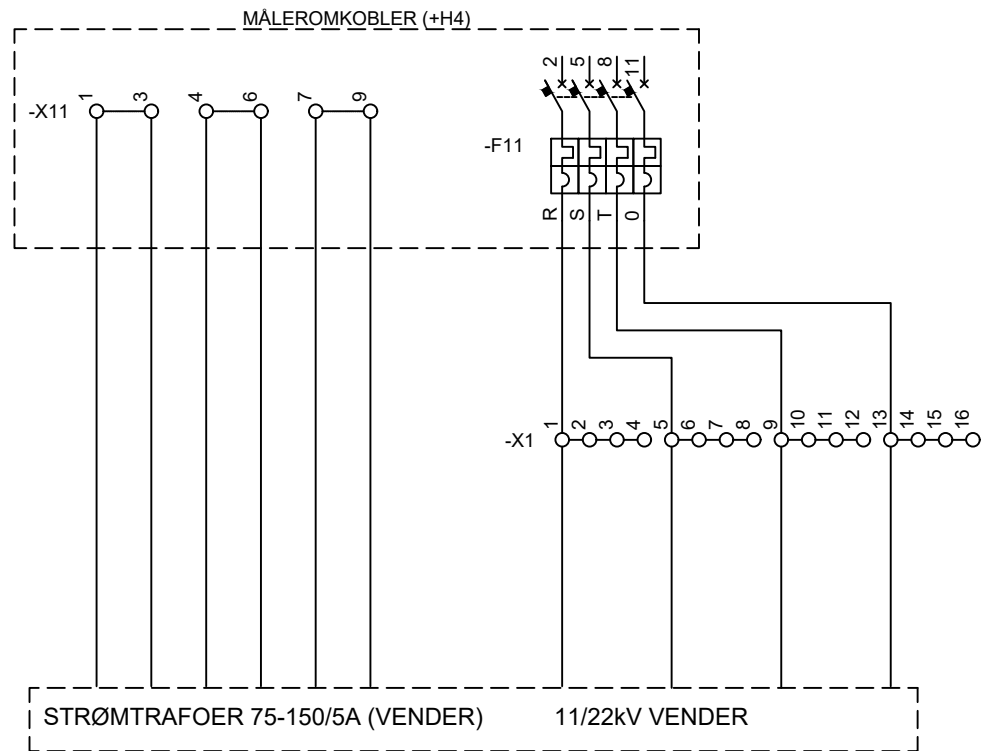 MÅLEROMKOBLER (+H4)
2 5 8 11
-X11 1 3 4 6 7 9
-F11
R S T 0
-X1 1 2 3 4 5 6 7 8 9 10 11 12 13 14 15 16
STRØMTRAFOER 75-150/5A (VENDER) 11/22kV VENDER